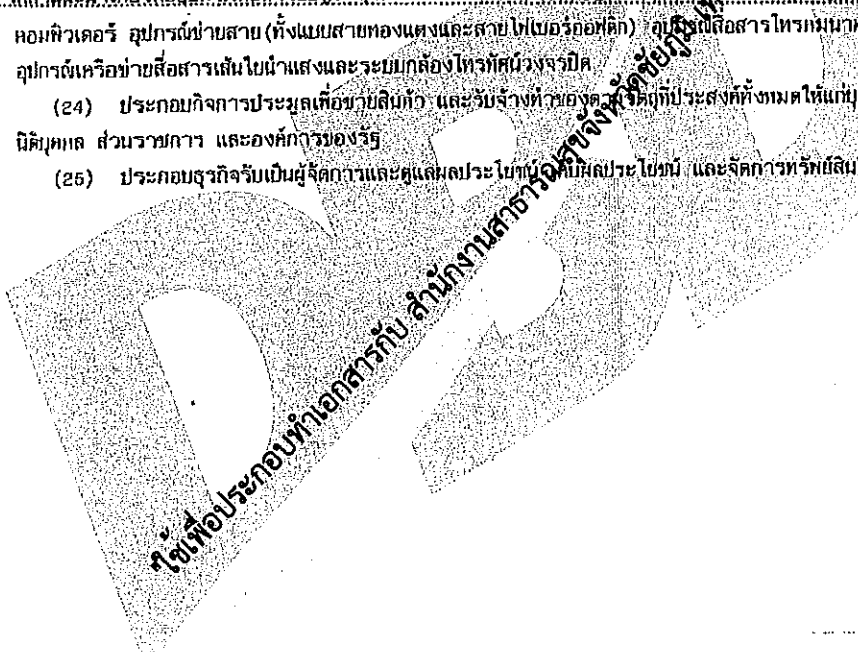 คอมพิวเตอร์ อุปกรณ์ข่ายสาย(ทั้งแบบสายทองแดงและสายไฟเบอร์ออฟติก) อุปกรณ์สื่อสารโทรคมนาค
อุปกรณ์เครือข่ายสื่อสารเส้นใยนำแสงและระบบกล้องโทรทัศน์วงจรปิด
(24) ประกอบกิจการประมูลเพื่อขายสินค้า และรับจ้างทำของตามวัตถุที่ประสงค์ทั้งหมดให้แก่บุ
นิติบุคคล ส่วนราชการ และองค์การของรัฐ
(25) ประกอบธุรกิจรับเป็นผู้จัดการและดูแลผลประโยชน์ เก็บผลประโยชน์ และจัดการทรัพย์สิน
ใช้เพื่อประกอบทำเอกสารกับ สำนักงานสาธารณสุขจังหวัดชัยภูมิ
DBD